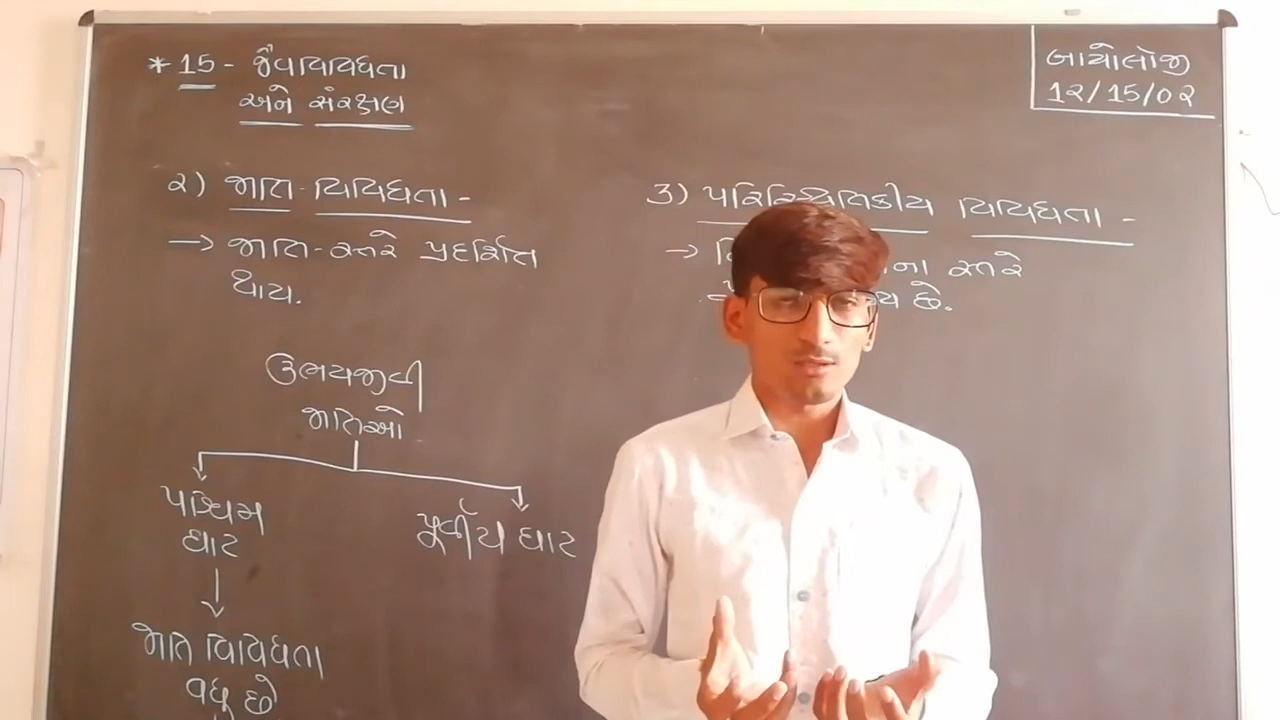 * 15 - જૈવવિવિધતા
અને સંરક્ષણ
બાયોલોજી
12/15/02
૨) જાતિ વિવિધતા -
→ જાતિ-સ્તરે પ્રદર્શિત
થાય.
ઉભયજીવી
જાતિઓ
પશ્ચિમ
ઘાટ
પૂર્વીય ઘાટ
જાતિ વિવિધતા
વધુ છે
3) પરિસ્થિતિકીય વિવિધતા -
→ ના સ્તરે
છે.